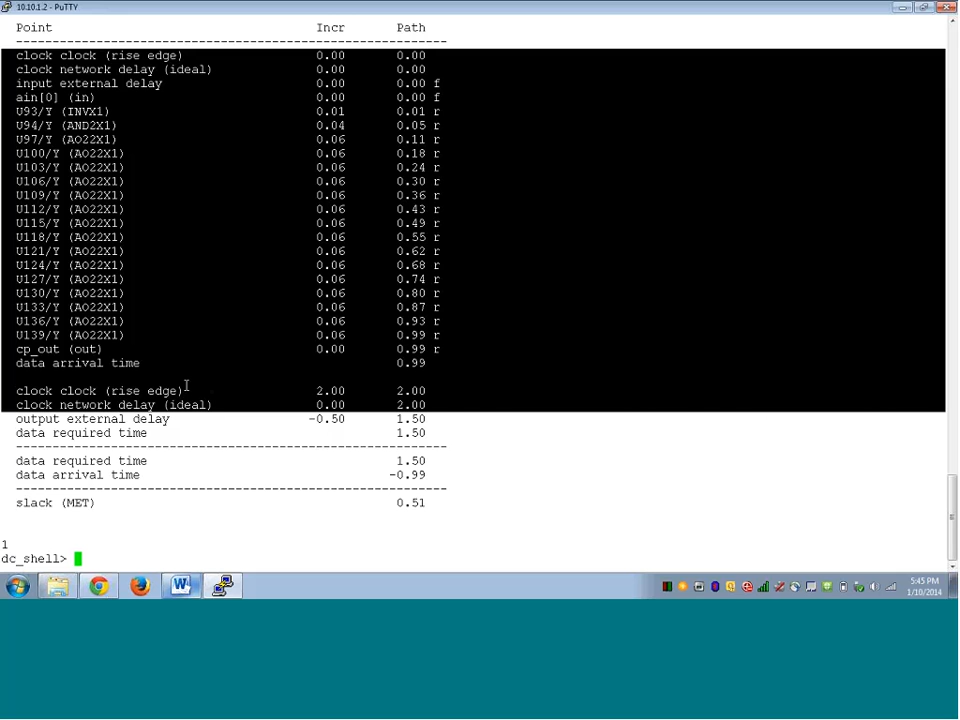 10.10.1.2 - PuTTY
Point Incr Path
------------------------------------------------------------
clock clock (rise edge) 0.00 0.00
clock network delay (ideal) 0.00 0.00
input external delay 0.00 0.00 f
ain[0] (in) 0.00 0.00 f
U93/Y (INVX1) 0.01 0.01 r
U94/Y (AND2X1) 0.04 0.05 r
U97/Y (AO22X1) 0.06 0.11 r
U100/Y (AO22X1) 0.06 0.18 r
U103/Y (AO22X1) 0.06 0.24 r
U106/Y (AO22X1) 0.06 0.30 r
U109/Y (AO22X1) 0.06 0.36 r
U112/Y (AO22X1) 0.06 0.43 r
U115/Y (AO22X1) 0.06 0.49 r
U118/Y (AO22X1) 0.06 0.55 r
U121/Y (AO22X1) 0.06 0.62 r
U124/Y (AO22X1) 0.06 0.68 r
U127/Y (AO22X1) 0.06 0.74 r
U130/Y (AO22X1) 0.06 0.80 r
U133/Y (AO22X1) 0.06 0.87 r
U136/Y (AO22X1) 0.06 0.93 r
U139/Y (AO22X1) 0.06 0.99 r
cp_out (out) 0.00 0.99 r
data arrival time 0.99
clock clock (rise edge) 2.00 2.00
clock network delay (ideal) 0.00 2.00
output external delay -0.50 1.50
data required time 1.50
------------------------------------------------------------
data required time 1.50
data arrival time -0.99
------------------------------------------------------------
slack (MET) 0.51
1
dc_shell>
5:45 PM
1/10/2014